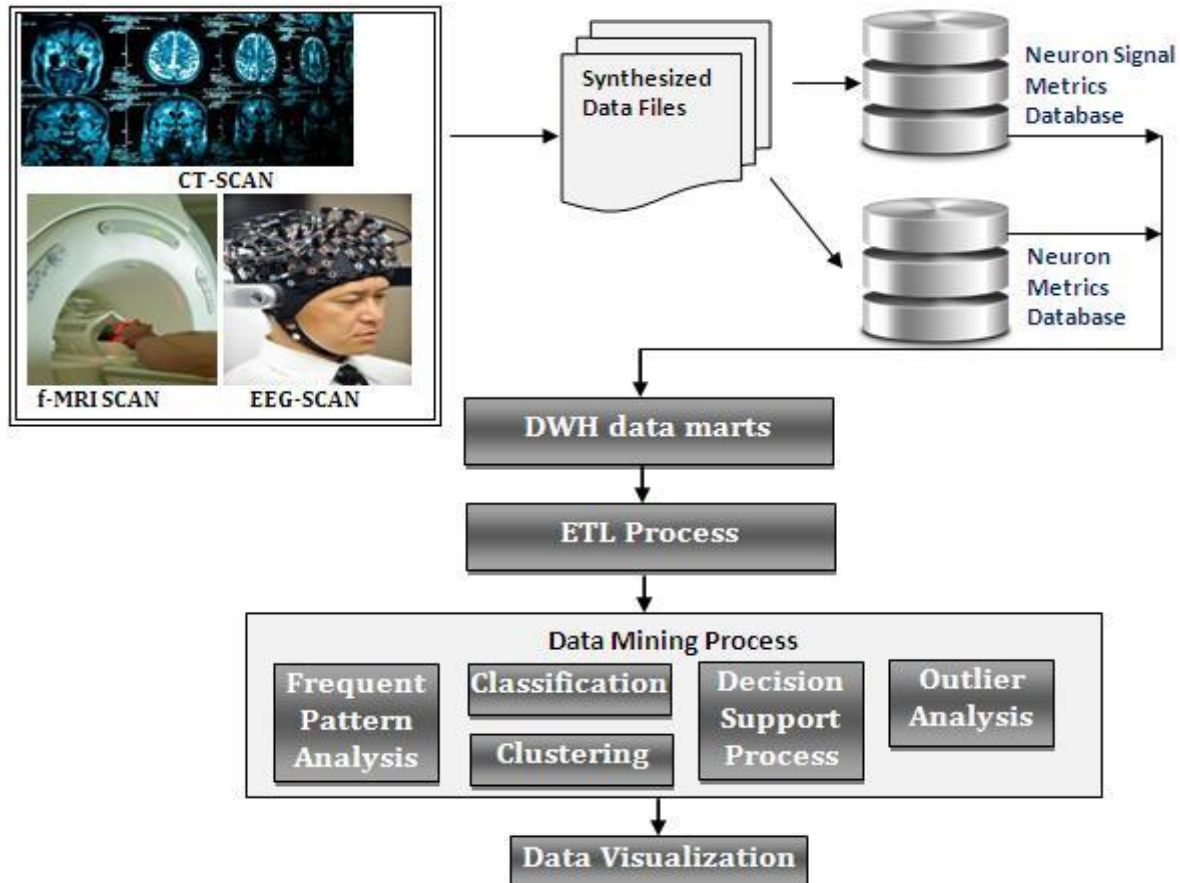 CT-SCAN
f-MRI SCAN
EEG-SCAN
Synthesized
Data Files
Neuron Signal
Metrics
Database
Neuron
Metrics
Database
DWH data marts
ETL Process
Data Mining Process
Frequent
Pattern
Analysis
Classification
Clustering
Decision
Support
Process
Outlier
Analysis
Data Visualization